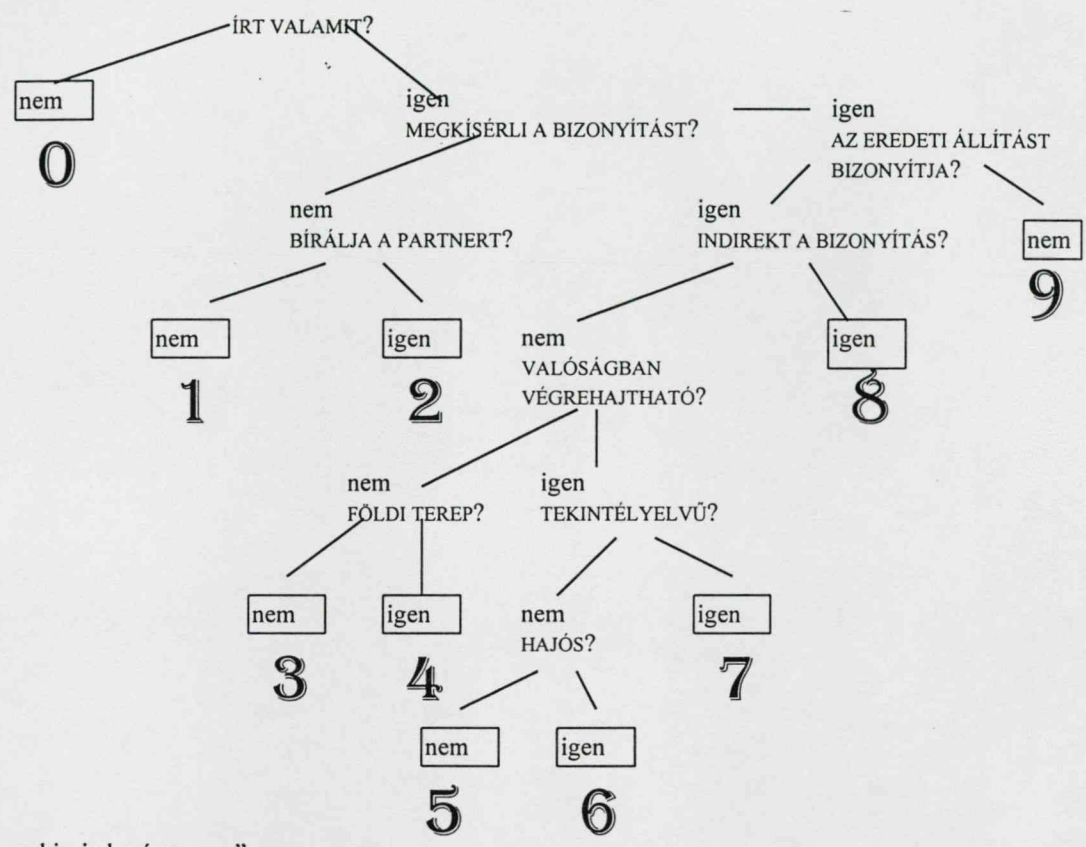 ÍRT VALAMIT?
nem
0
igen
MEGKÍSÉRLI A BIZONYÍTÁST?
igen
AZ EREDETI ÁLLÍTÁST
BIZONYÍTJA?
nem
BÍRÁLJA A PARTNERT?
igen
INDIREKT A BIZONYÍTÁS?
nem
9
nem
1
igen
2
nem
VALÓSÁGBAN
VÉGREHAJTHATÓ?
igen
8
nem
FÖLDI TEREP?
igen
TEKINTÉLYELVŰ?
nem
3
igen
4
nem
HAJÓS?
igen
7
nem
5
igen
6